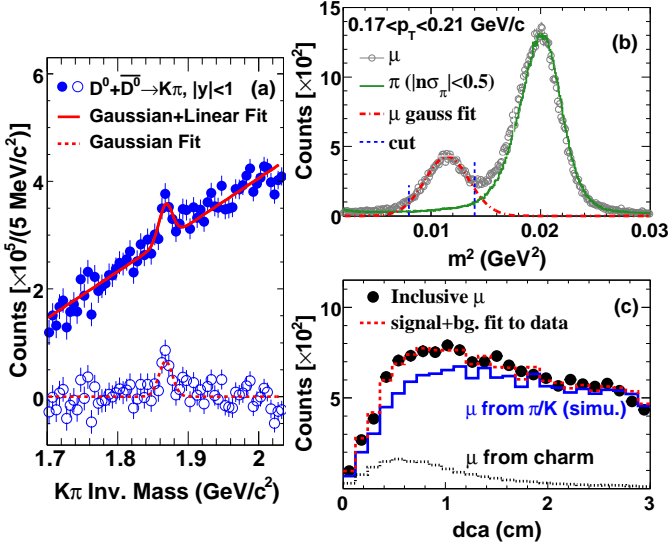 (a)
D⁰+D̅⁰→Kπ, |y|<1
Gaussian+Linear Fit
Gaussian Fit
Counts [×10⁵/(5 MeV/c²)]
6
4
2
0
1.7
1.8
1.9
2
Kπ Inv. Mass (GeV/c²)
0.17<p_T<0.21 GeV/c
(b)
μ
π (|nσ_π|<0.5)
μ gauss fit
cut
Counts [×10²]
15
10
5
0
0.01
0.02
0.03
m² (GeV²)
(c)
Inclusive μ
signal+bg. fit to data
μ from π/K (simu.)
μ from charm
Counts [×10²]
10
5
0
1
2
3
dca (cm)